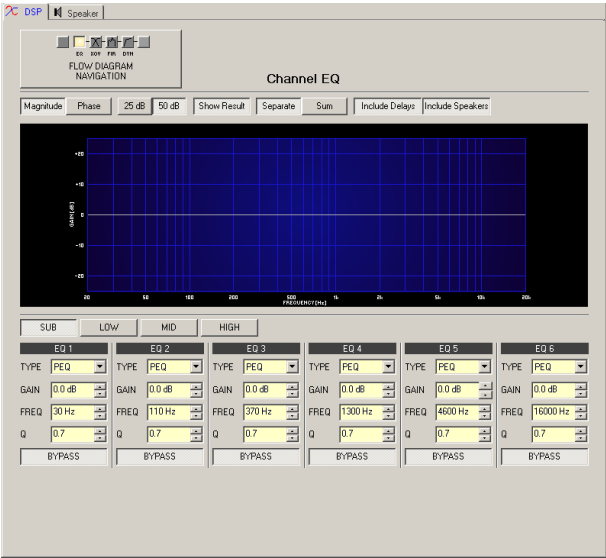 DSP Speaker
EQ XOV FIR DYN
FLOW DIAGRAM
NAVIGATION
Channel EQ
Magnitude Phase 25 dB 50 dB Show Result Separate Sum Include Delays Include Speakers
+20
+10
GAIN[dB]
0
-10
-20
20 50 100 200 500 1k 2k 5k 10k 20k
FREQUENCY[Hz]
SUB LOW MID HIGH
EQ 1 EQ 2 EQ 3 EQ 4 EQ 5 EQ 6
TYPE PEQ TYPE PEQ TYPE PEQ TYPE PEQ TYPE PEQ TYPE PEQ
GAIN 0.0 dB GAIN 0.0 dB GAIN 0.0 dB GAIN 0.0 dB GAIN 0.0 dB GAIN 0.0 dB
FREQ 30 Hz FREQ 110 Hz FREQ 370 Hz FREQ 1300 Hz FREQ 4600 Hz FREQ 16000 Hz
Q 0.7 Q 0.7 Q 0.7 Q 0.7 Q 0.7 Q 0.7
BYPASS BYPASS BYPASS BYPASS BYPASS BYPASS